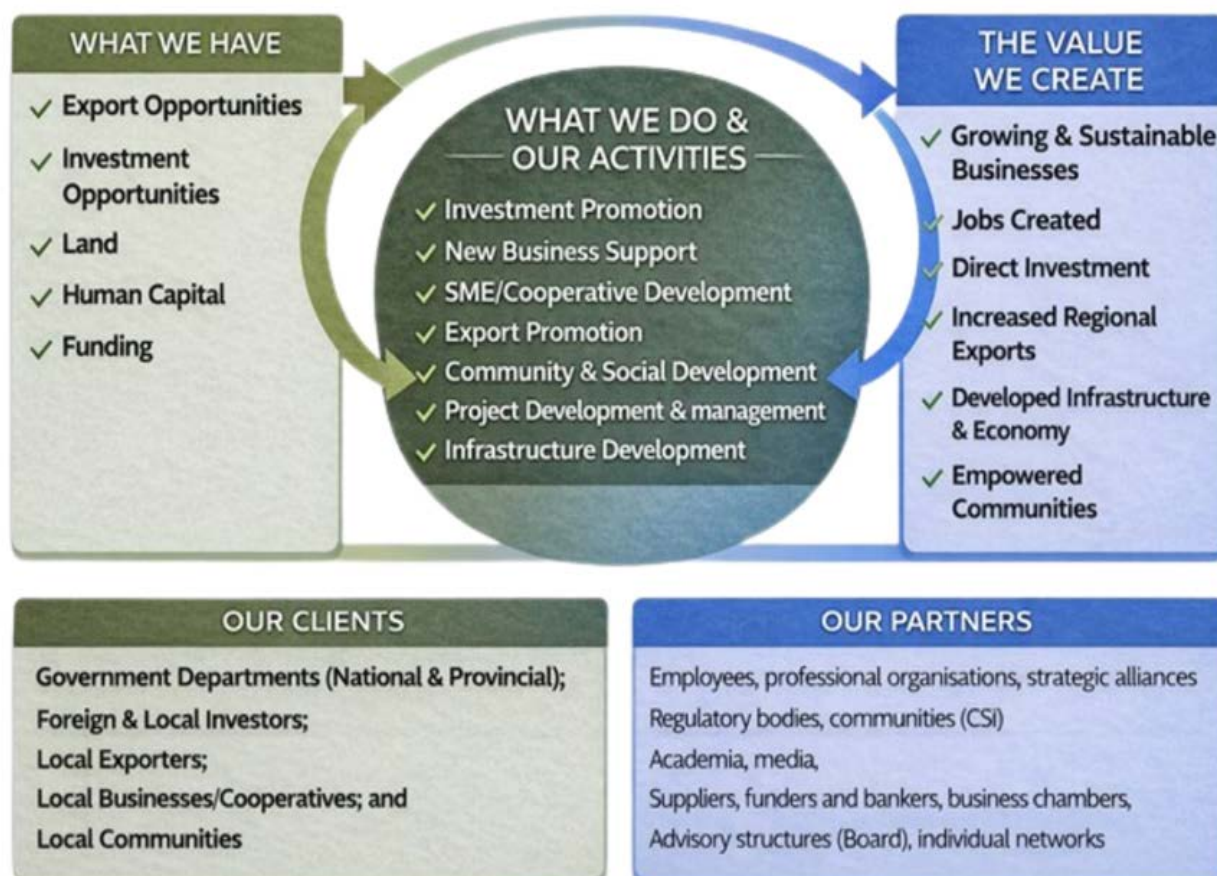 WHAT WE HAVE
Export Opportunities
Investment
Opportunities
Land
Human Capital
Funding
WHAT WE DO &
OUR ACTIVITIES
Investment Promotion
New Business Support
SME/Cooperative Development
Export Promotion
Community & Social Development
Project Development & management
Infrastructure Development
THE VALUE
WE CREATE
Growing & Sustainable
Businesses
Jobs Created
Direct Investment
Increased Regional
Exports
Developed Infrastructure
& Economy
Empowered
Communities
OUR CLIENTS
Government Departments (National & Provincial);
Foreign & Local Investors;
Local Exporters;
Local Businesses/Cooperatives; and
Local Communities
OUR PARTNERS
Employees, professional organisations, strategic alliances
Regulatory bodies, communities (CSi)
Academia, media,
Suppliers, funders and bankers, business chambers,
Advisory structures (Board), individual networks